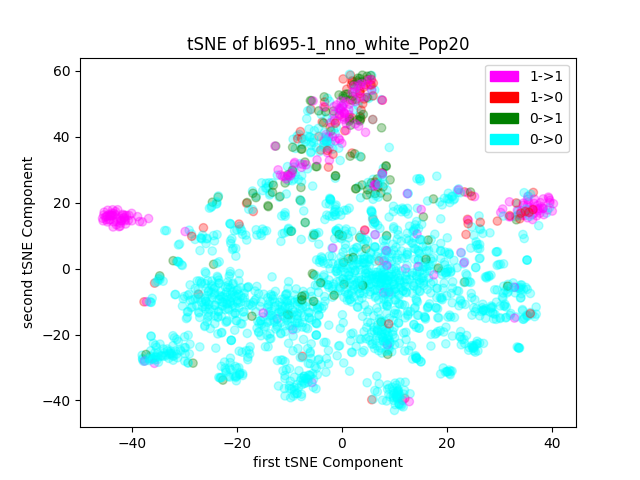 tSNE of bl695-1_nno_white_Pop20
1->1
1->0
0->1
0->0
60
40
20
0
−20
−40
second tSNE Component
−40 −20 0 20 40
first tSNE Component